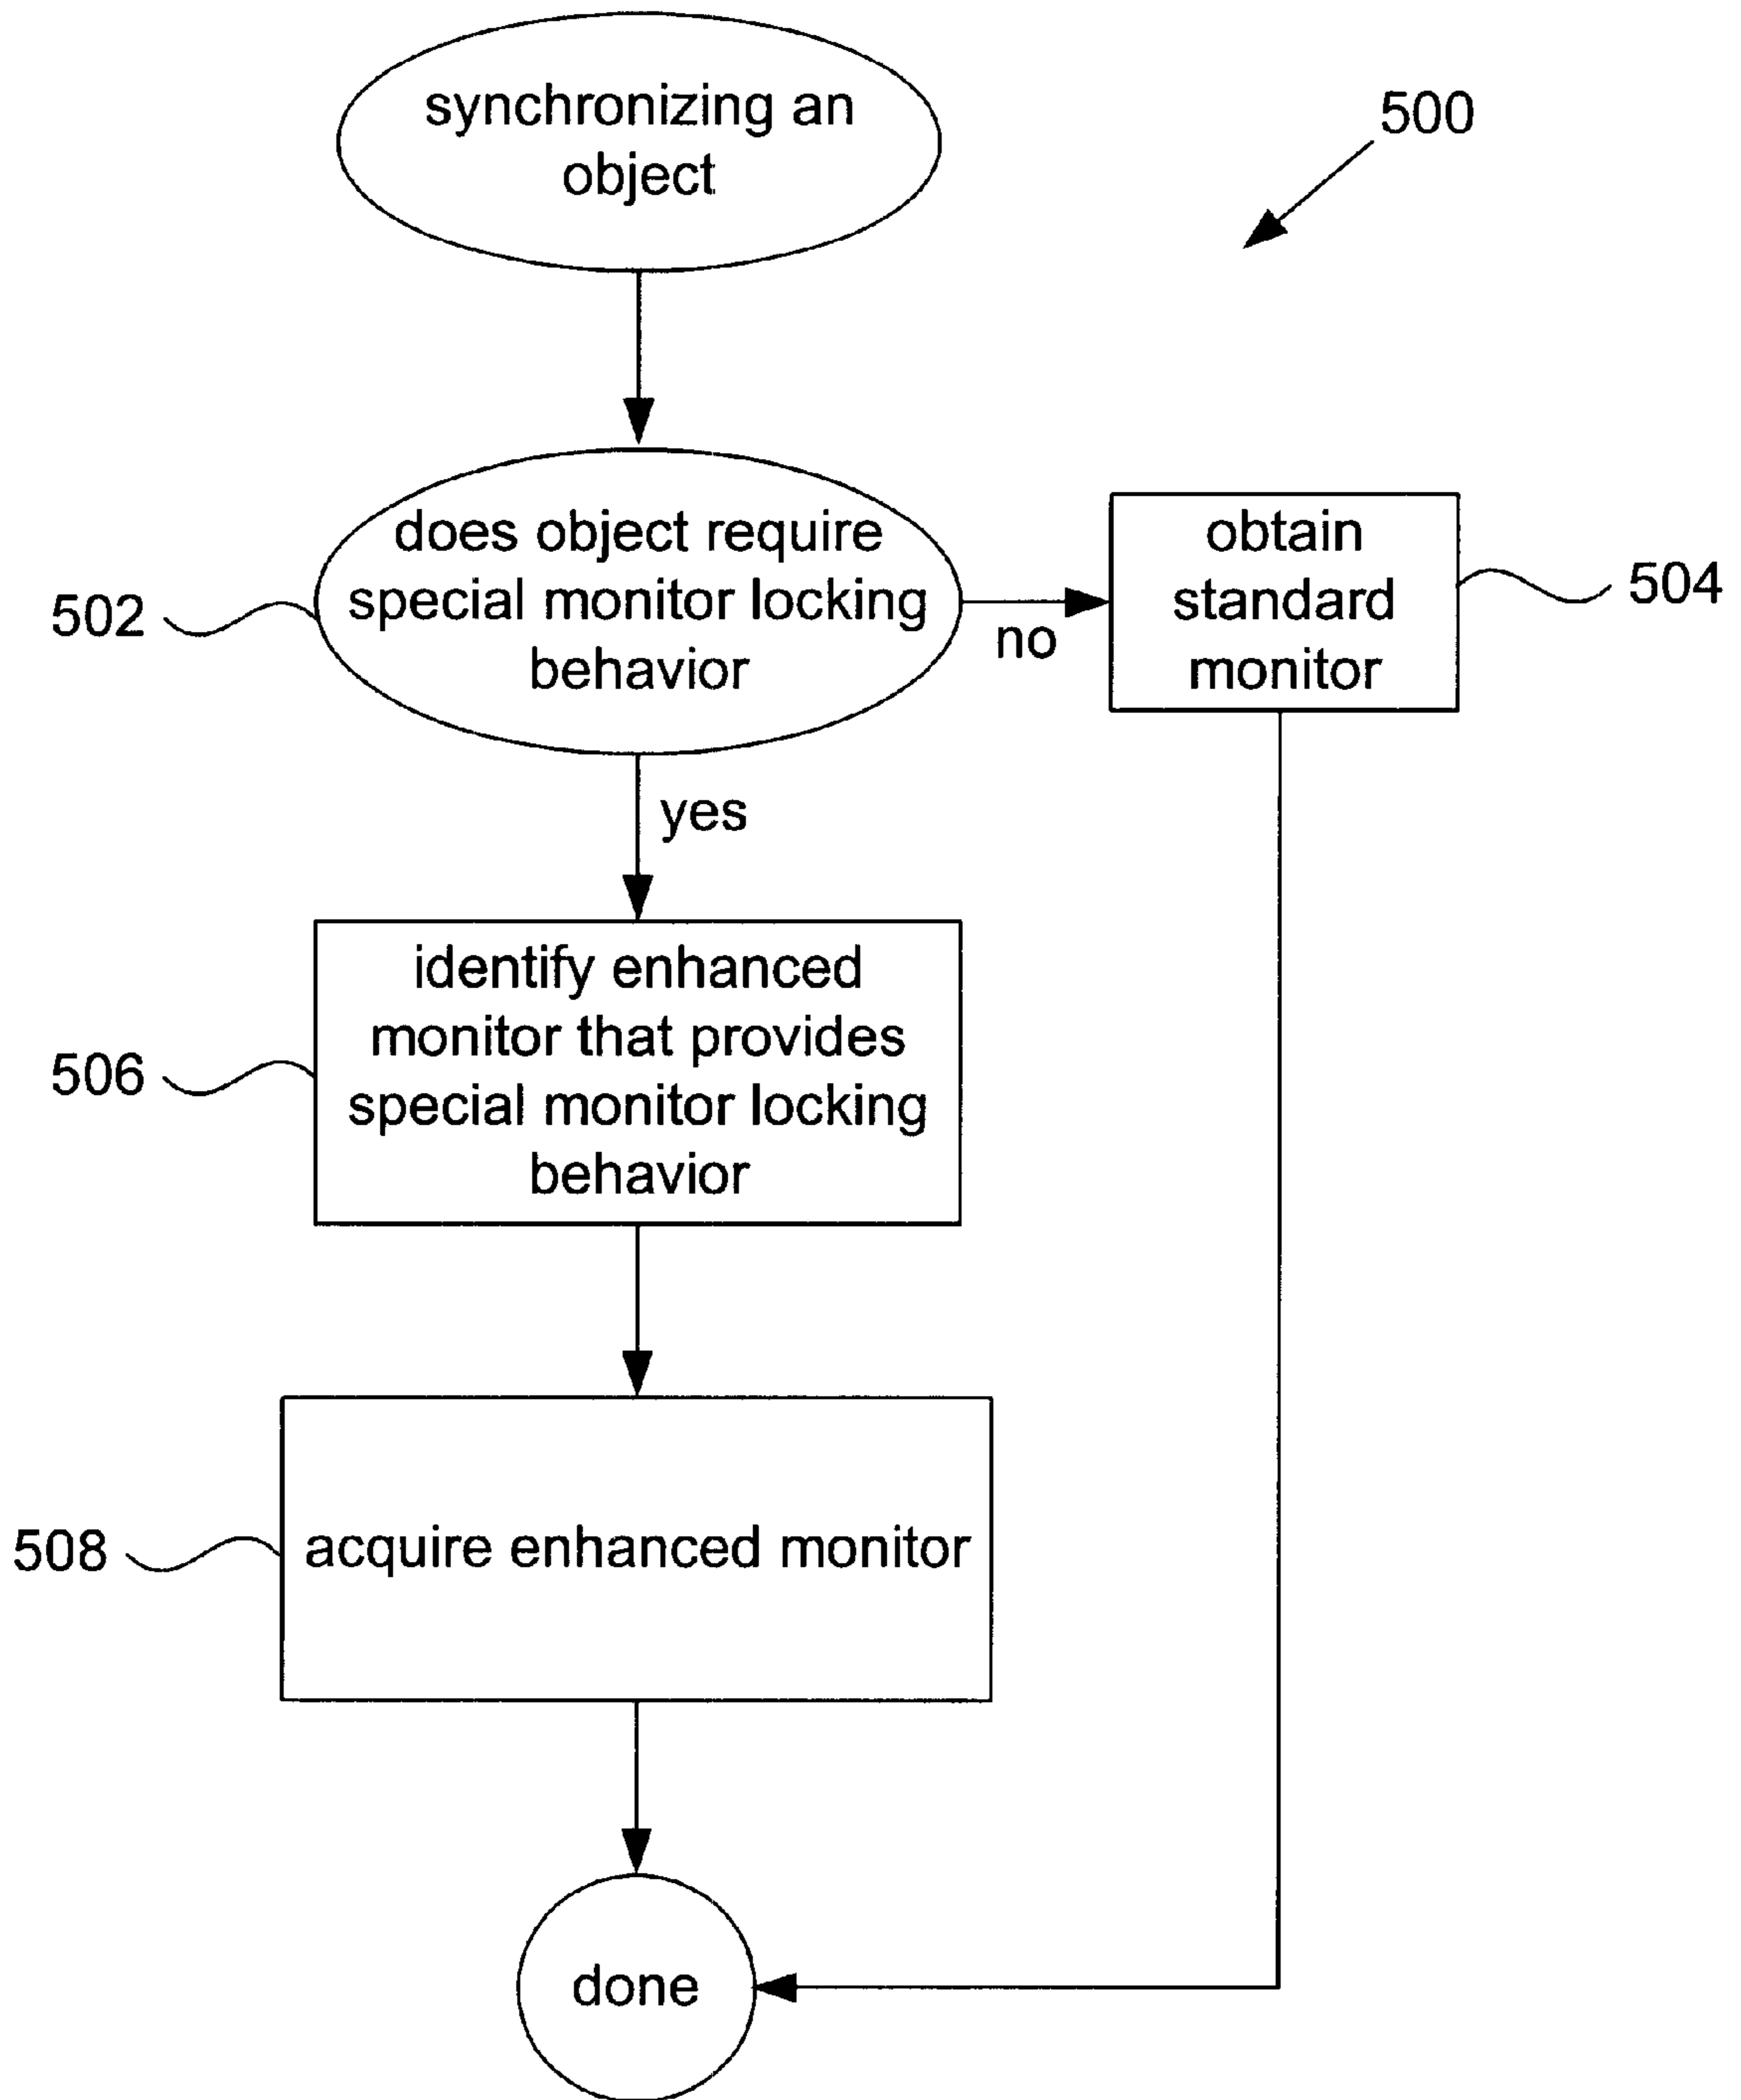 synchronizing an
object
500
does object require
special monitor locking
behavior
502
no
obtain
standard
monitor
504
yes
identify enhanced
monitor that provides
special monitor locking
behavior
506
acquire enhanced monitor
508
done